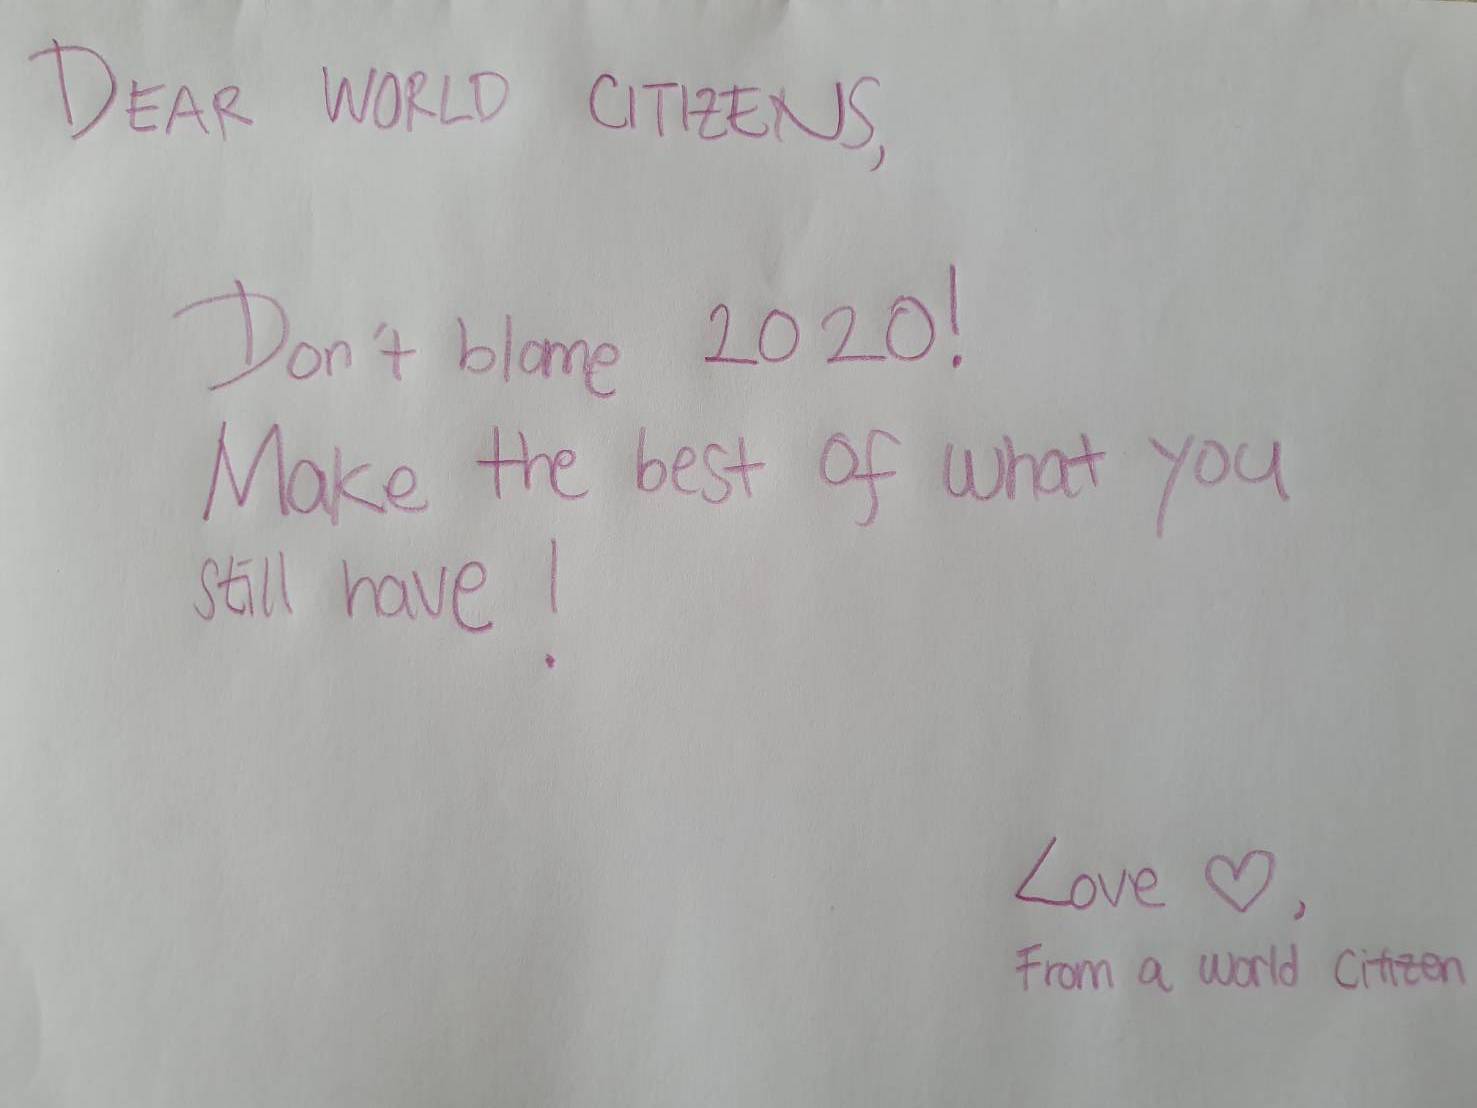 DEAR WORLD CITIZENS,
Don't blame 2020!
Make the best of what you
still have!
Love ♡,
From a world citizen